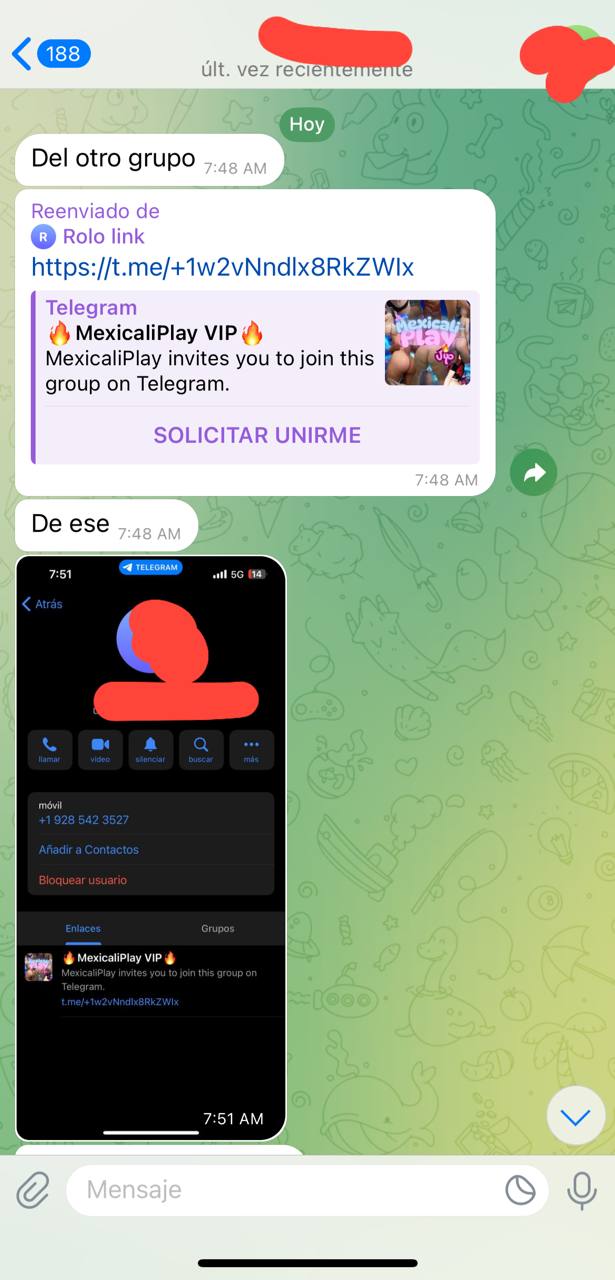 188
últ. vez recientemente
Hoy
Del otro grupo 7:48 AM
Reenviado de
R Rolo link
https://t.me/+1w2vNndlx8RkZWIx
Telegram
🔥MexicaliPlay VIP🔥
MexicaliPlay invites you to join this
group on Telegram.
Mexicali
PLAY
SOLICITAR UNIRME
7:48 AM
De ese 7:48 AM
7:51
TELEGRAM
5G 14
Atrás
llamar
video
silenciar
buscar
más
móvil
+1 928 542 3527
Añadir a Contactos
Bloquear usuario
Enlaces
Grupos
🔥MexicaliPlay VIP🔥
MexicaliPlay invites you to join this group on
Telegram.
t.me/+1w2vNndlx8RkZWIx
7:51 AM
Mensaje